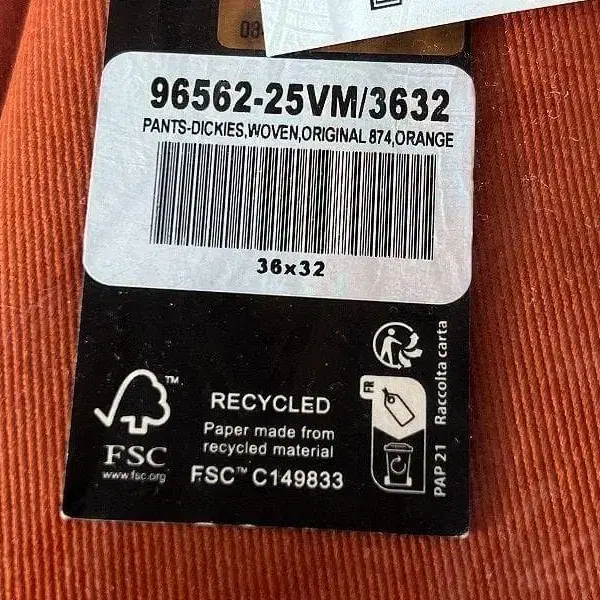 96562-25VM/3632
PANTS-DICKIES,WOVEN,ORIGINAL 874,ORANGE
36x32
FSC
www.fsc.org
RECYCLED
Paper made from
recycled material
FSC™ C149833
FR
PAP 21 Raccolta carta